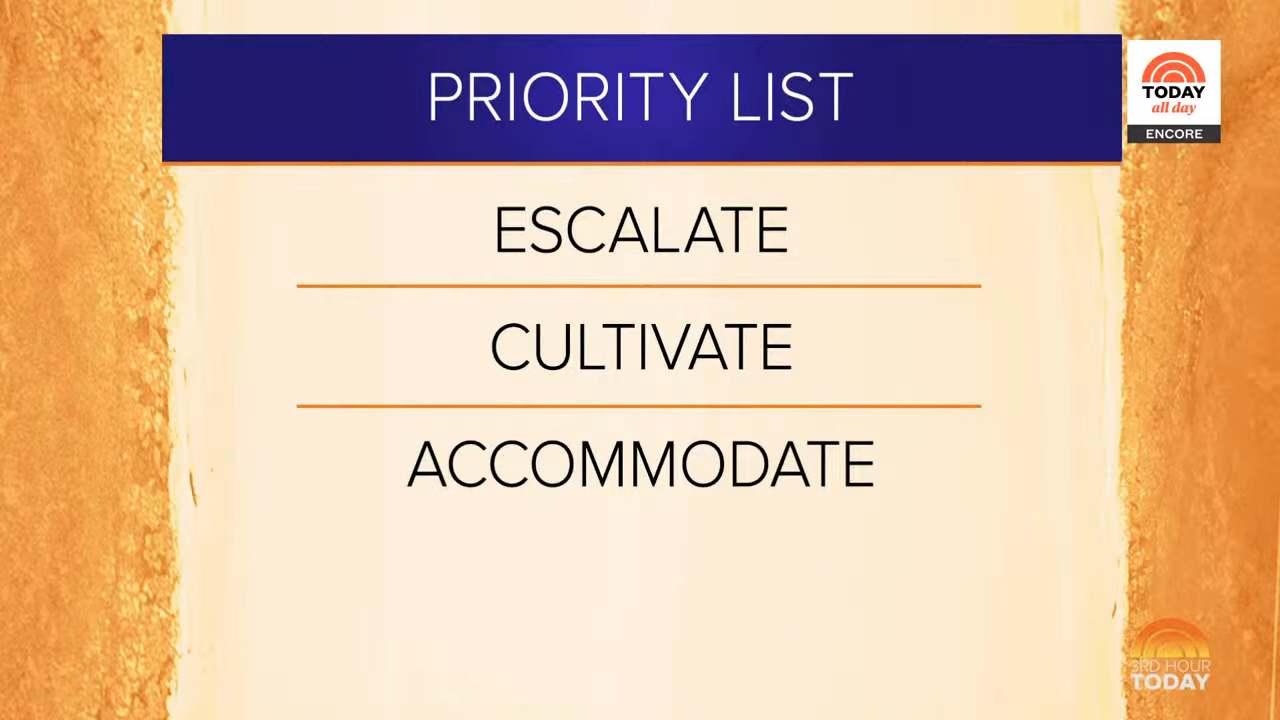 PRIORITY LIST
TODAY
all day
ENCORE
ESCALATE
CULTIVATE
ACCOMMODATE
3RD HOUR
TODAY